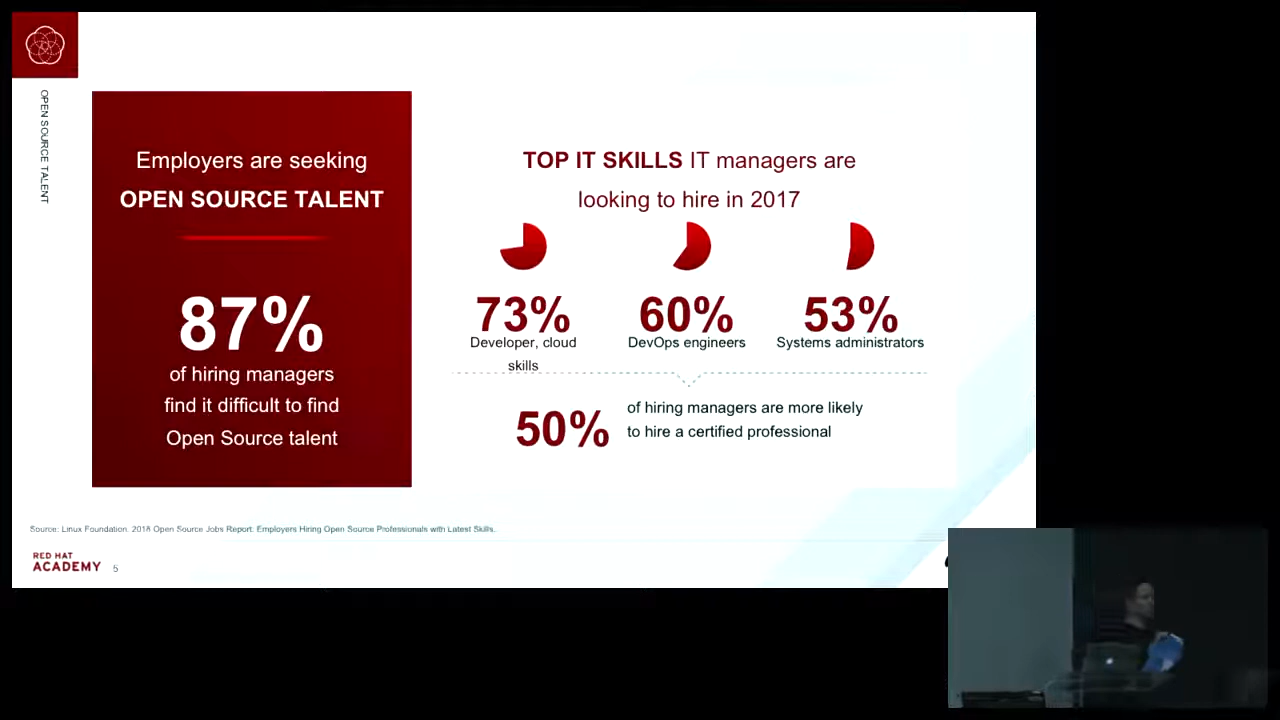 OPEN SOURCE TALENT
Employers are seeking
OPEN SOURCE TALENT
87%
of hiring managers
find it difficult to find
Open Source talent
TOP IT SKILLS IT managers are
looking to hire in 2017
73%
Developer, cloud
skills
60%
DevOps engineers
53%
Systems administrators
50%
of hiring managers are more likely
to hire a certified professional
Source: Linux Foundation. 2016 Open Source Jobs Report: Employers Hiring Open Source Professionals with Latest Skills.
RED HAT
ACADEMY
5